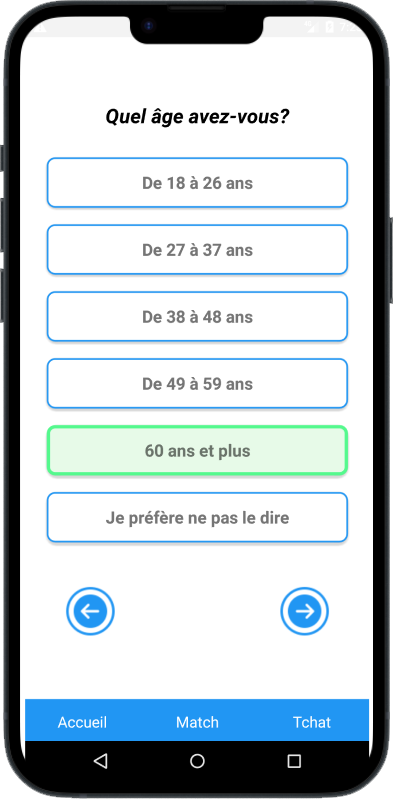 Quel âge avez-vous?
De 18 à 26 ans
De 27 à 37 ans
De 38 à 48 ans
De 49 à 59 ans
60 ans et plus
Je préfère ne pas le dire
Accueil Match Tchat